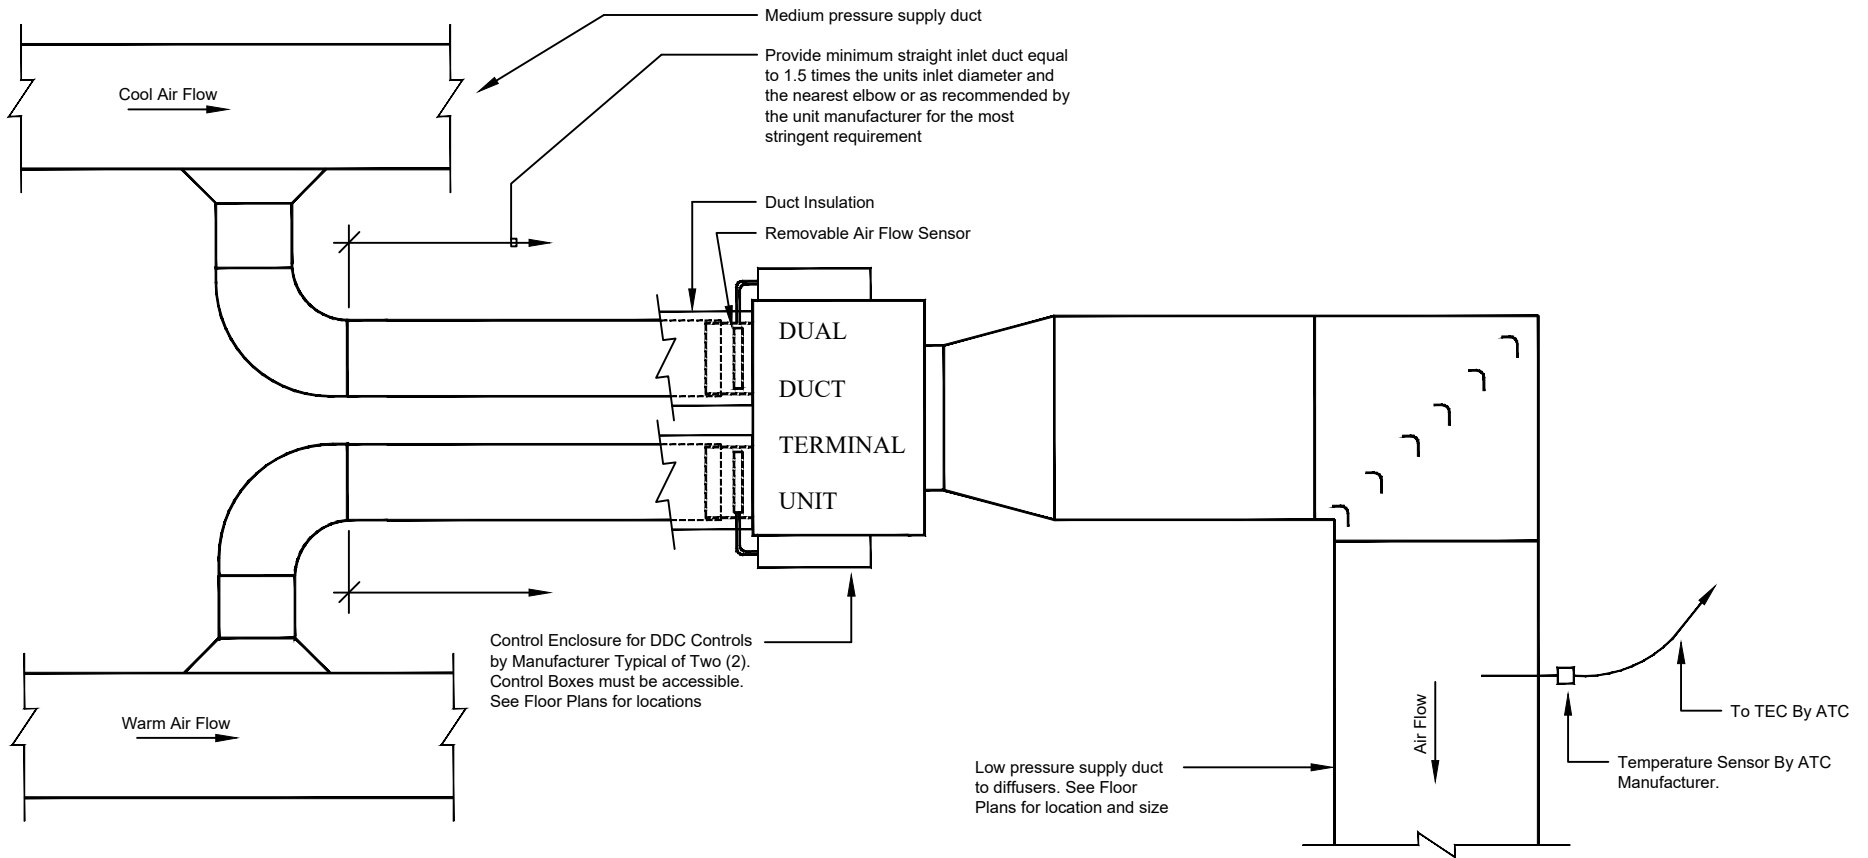 Medium pressure supply duct
Provide minimum straight inlet duct equal
to 1.5 times the units inlet diameter and
the nearest elbow or as recommended by
the unit manufacturer for the most
stringent requirement
Cool Air Flow
Duct Insulation
Removable Air Flow Sensor
DUAL
DUCT
TERMINAL
UNIT
Control Enclosure for DDC Controls
by Manufacturer Typical of Two (2).
Control Boxes must be accessible.
See Floor Plans for locations
Warm Air Flow
Low pressure supply duct
to diffusers. See Floor
Plans for location and size
Air Flow
To TEC By ATC
Temperature Sensor By ATC
Manufacturer.